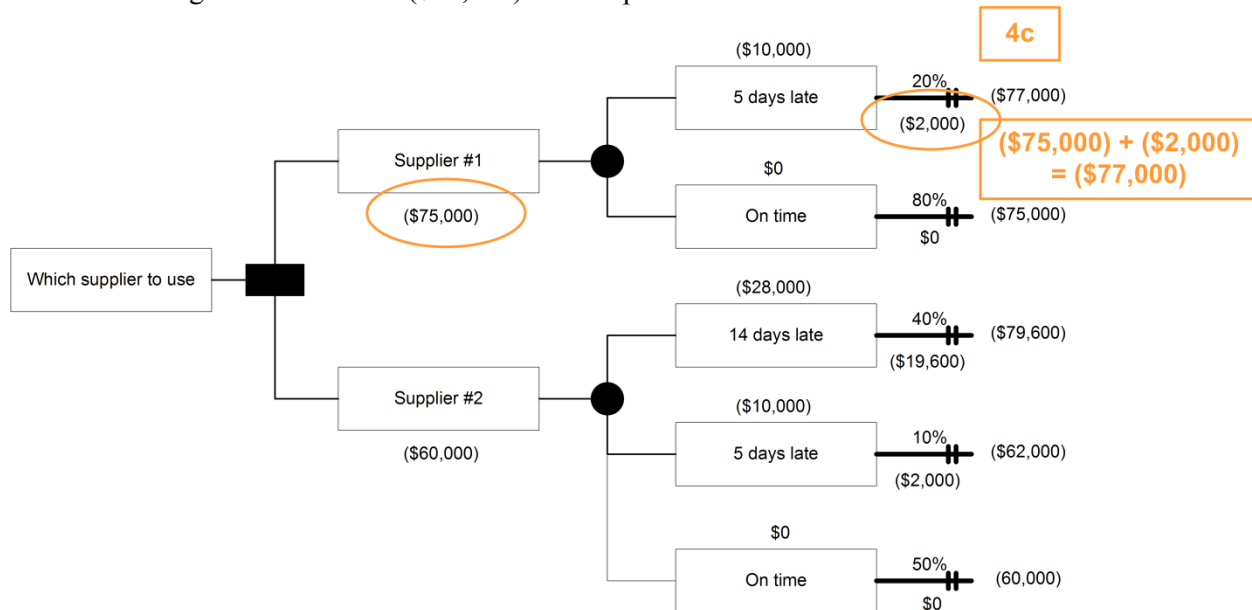 4c
($10,000)
5 days late
20%
($2,000)
($77,000)
($75,000) + ($2,000)
= ($77,000)
Supplier #1
($75,000)
$0
On time
80%
$0
($75,000)
Which supplier to use
($28,000)
14 days late
40%
($19,600)
($79,600)
Supplier #2
($60,000)
($10,000)
5 days late
10%
($2,000)
($62,000)
$0
On time
50%
$0
(60,000)